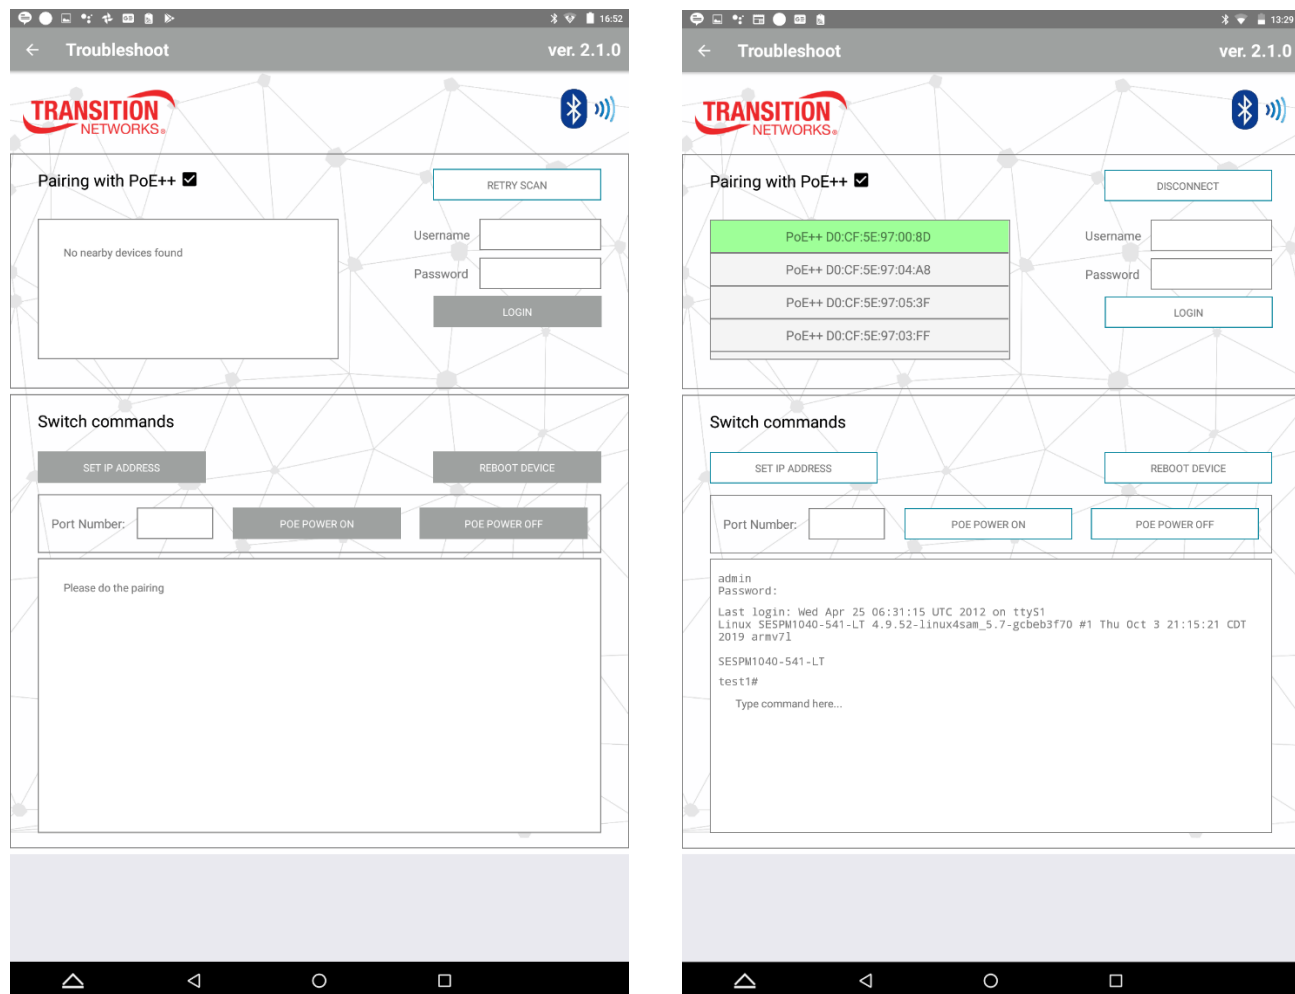 16:52
Troubleshoot
ver. 2.1.0
TRANSITION
NETWORKS®
Pairing with PoE++
RETRY SCAN
No nearby devices found
Username
Password
LOGIN
Switch commands
SET IP ADDRESS
REBOOT DEVICE
Port Number:
POE POWER ON
POE POWER OFF
Please do the pairing
13:29
Troubleshoot
ver. 2.1.0
TRANSITION
NETWORKS®
Pairing with PoE++
DISCONNECT
PoE++ D0:CF:5E:97:00:8D
PoE++ D0:CF:5E:97:04:A8
PoE++ D0:CF:5E:97:05:3F
PoE++ D0:CF:5E:97:03:FF
Username
Password
LOGIN
Switch commands
SET IP ADDRESS
REBOOT DEVICE
Port Number:
POE POWER ON
POE POWER OFF
admin
Password:
Last login: Wed Apr 25 06:31:15 UTC 2012 on ttyS1
Linux SESPM1040-541-LT 4.9.52-linux4sam_5.7-gcbeb3f70 #1 Thu Oct 3 21:15:21 CDT
2019 armv7l
SESPM1040-541-LT
test1#
Type command here...